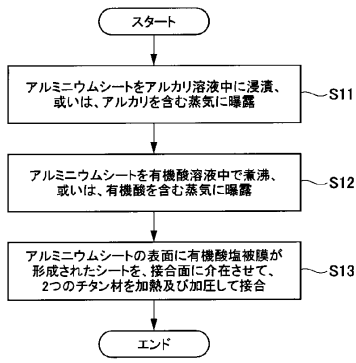 スタート
アルミニウムシートをアルカリ溶液中に浸漬、
或いは、アルカリを含む蒸気に曝露
S11
アルミニウムシートを有機酸溶液中で煮沸、
或いは、有機酸を含む蒸気に曝露
S12
アルミニウムシートの表面に有機酸塩被膜が
形成されたシートを、接合面に介在させて、
2つのチタン材を加熱及び加圧して接合
S13
エンド